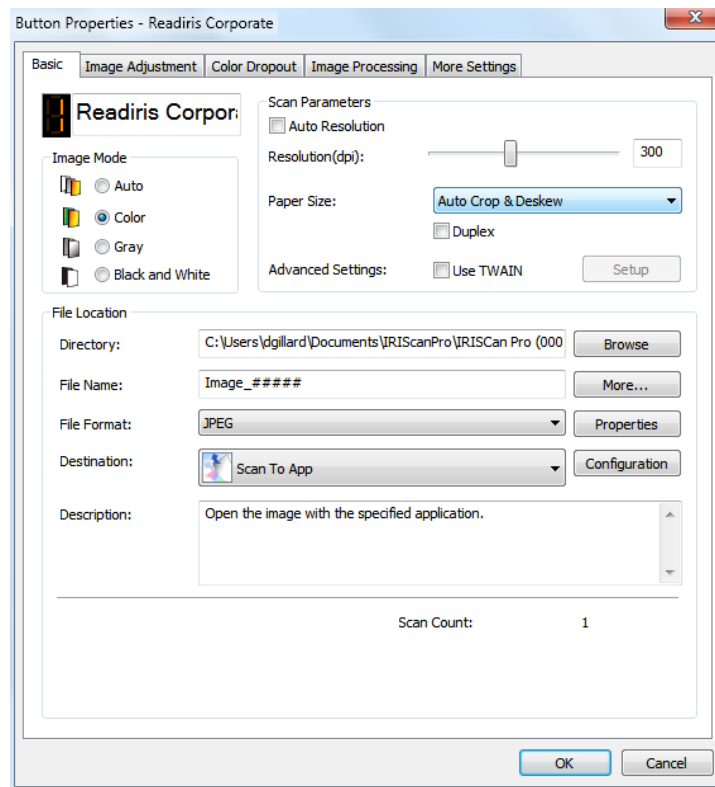 Button Properties - Readiris Corporate
Basic
Image Adjustment
Color Dropout
Image Processing
More Settings
1
Readiris Corpor
Image Mode
Auto
Color
Gray
Black and White
Scan Parameters
Auto Resolution
Resolution(dpi):
300
Paper Size:
Auto Crop & Deskew
Duplex
Advanced Settings:
Use TWAIN
Setup
File Location
Directory:
C:\Users\dgillard\Documents\IRIScanPro\IRISCan Pro (000
Browse
File Name:
Image_#####
More...
File Format:
JPEG
Properties
Destination:
Scan To App
Configuration
Description:
Open the image with the specified application.
Scan Count:
1
OK
Cancel